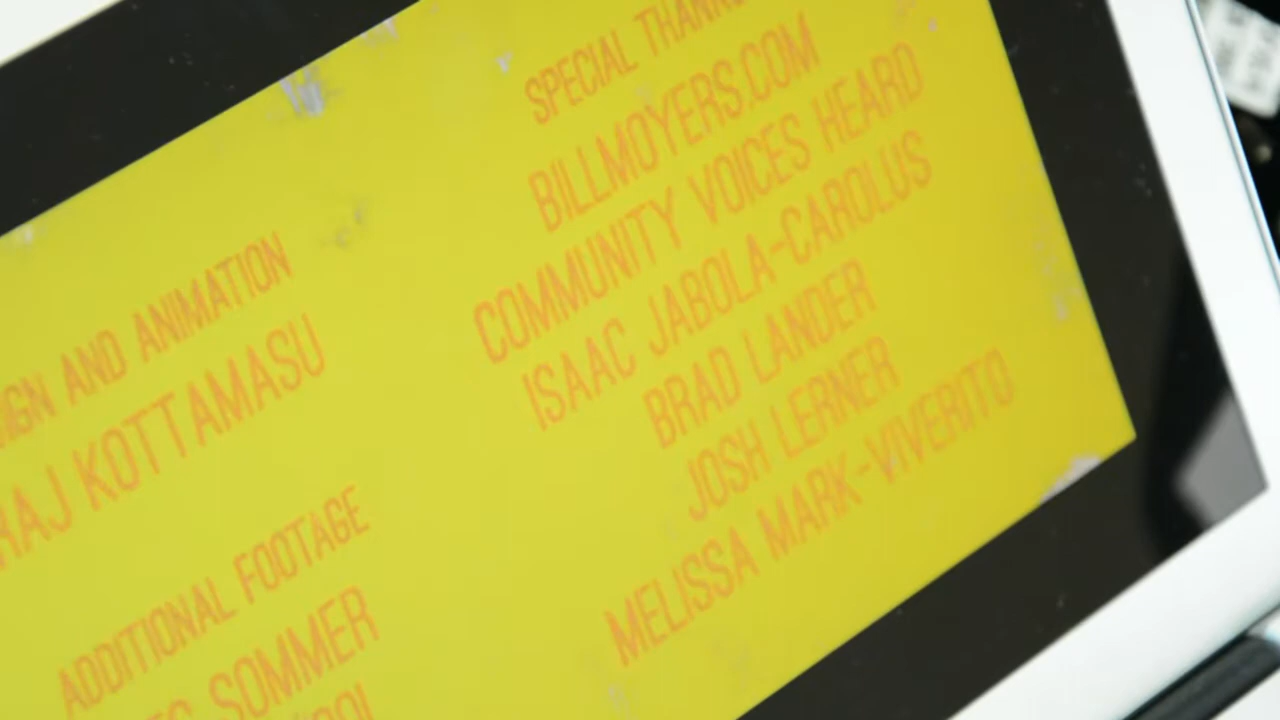 AND ANIMATION
KOTTAMASU
ADDITIONAL FOOTAGE
SOMMER
SPECIAL
BILLMOYERS.COM
COMMUNITY VOICES HEARD
ISAAC JABOLA-CAROLUS
BRAD LANDER
JOSH LERNER
MELISSA MARK-VIVERITO